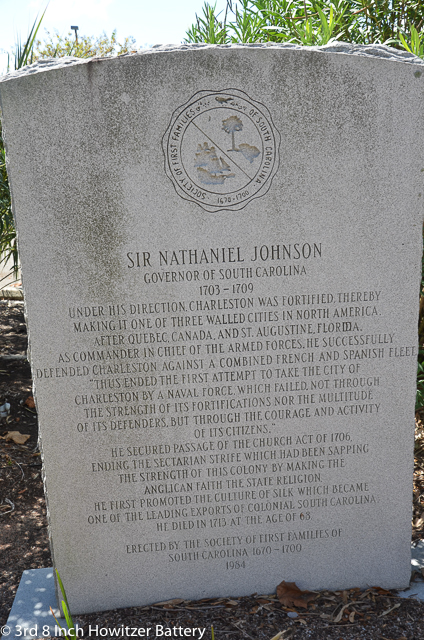 SOCIETY OF FIRST FAMILIES OF SOUTH CAROLINA
1670-1700
SIR NATHANIEL JOHNSON
GOVERNOR OF SOUTH CAROLINA
1703 - 1709
UNDER HIS DIRECTION, CHARLESTON WAS FORTIFIED, THEREBY
MAKING IT ONE OF THREE WALLED CITIES IN NORTH AMERICA.
AFTER QUEBEC, CANADA, AND ST. AUGUSTINE, FLORIDA.
AS COMMANDER IN CHIEF OF THE ARMED FORCES, HE SUCCESSFULLY
DEFENDED CHARLESTON AGAINST A COMBINED FRENCH AND SPANISH FLEET
"THUS ENDED THE FIRST ATTEMPT TO TAKE THE CITY OF
CHARLESTON BY A NAVAL FORCE, WHICH FAILED, NOT THROUGH
THE STRENGTH OF ITS FORTIFICATIONS NOR THE MULTITUDE
OF ITS DEFENDERS, BUT THROUGH THE COURAGE AND ACTIVITY
OF ITS CITIZENS."
HE SECURED PASSAGE OF THE CHURCH ACT OF 1706,
ENDING THE SECTARIAN STRIFE WHICH HAD BEEN SAPPING
THE STRENGTH OF THIS COLONY BY MAKING THE
ANGLICAN FAITH THE STATE RELIGION.
HE FIRST PROMOTED THE CULTURE OF SILK WHICH BECAME
ONE OF THE LEADING EXPORTS OF COLONIAL SOUTH CAROLINA.
HE DIED IN 1713 AT THE AGE OF 68.
ERECTED BY THE SOCIETY OF FIRST FAMILIES OF
SOUTH CAROLINA 1670-1700
1984
© 3rd 8 Inch Howitzer Battery